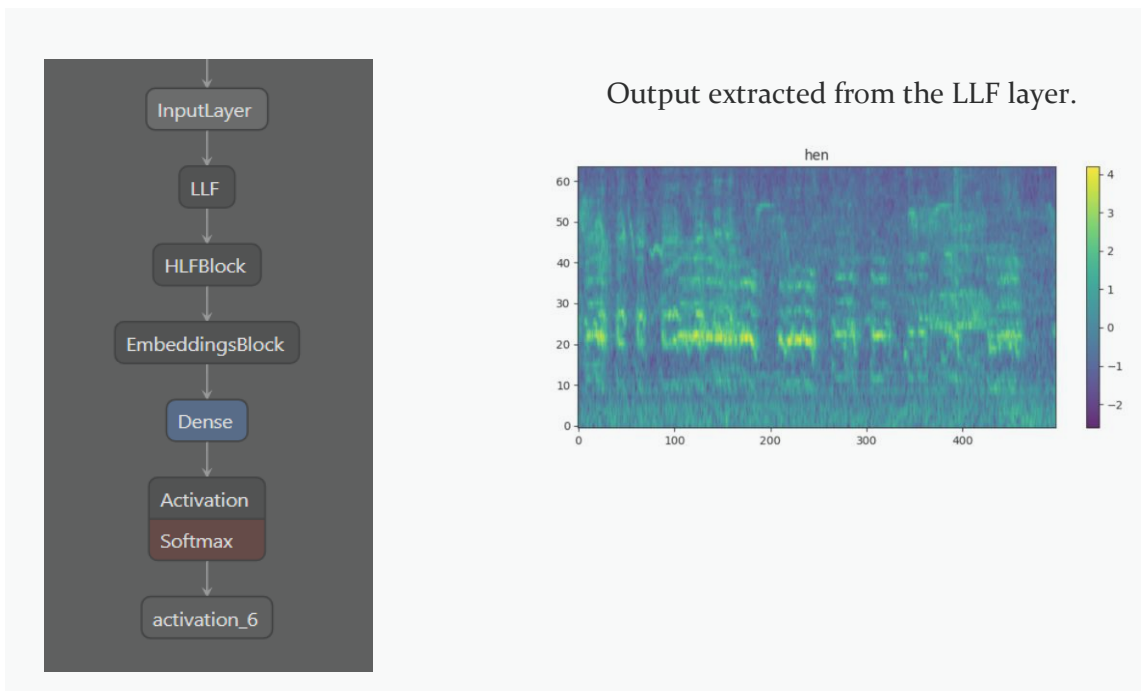 InputLayer
LLF
HLFBlock
EmbeddingsBlock
Dense
Activation
Softmax
activation_6
Output extracted from the LLF layer.
hen
60
50
40
30
20
10
0
0 100 200 300 400
4
3
2
1
0
−1
−2